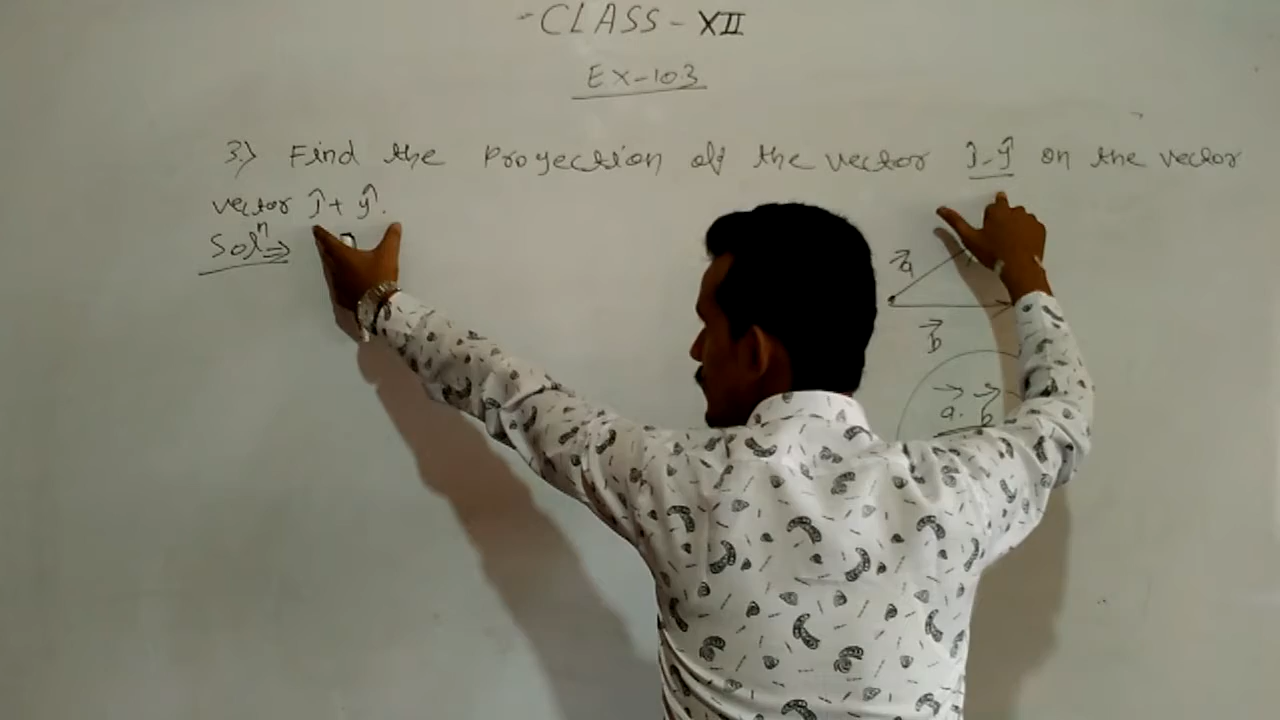 -CLASS-XII
EX-10.3
3.) Find the Projection of the vector î-ĵ on the vector
vector î+ ĵ.
Solⁿ⇒
a⃗
b⃗
a⃗. b⃗